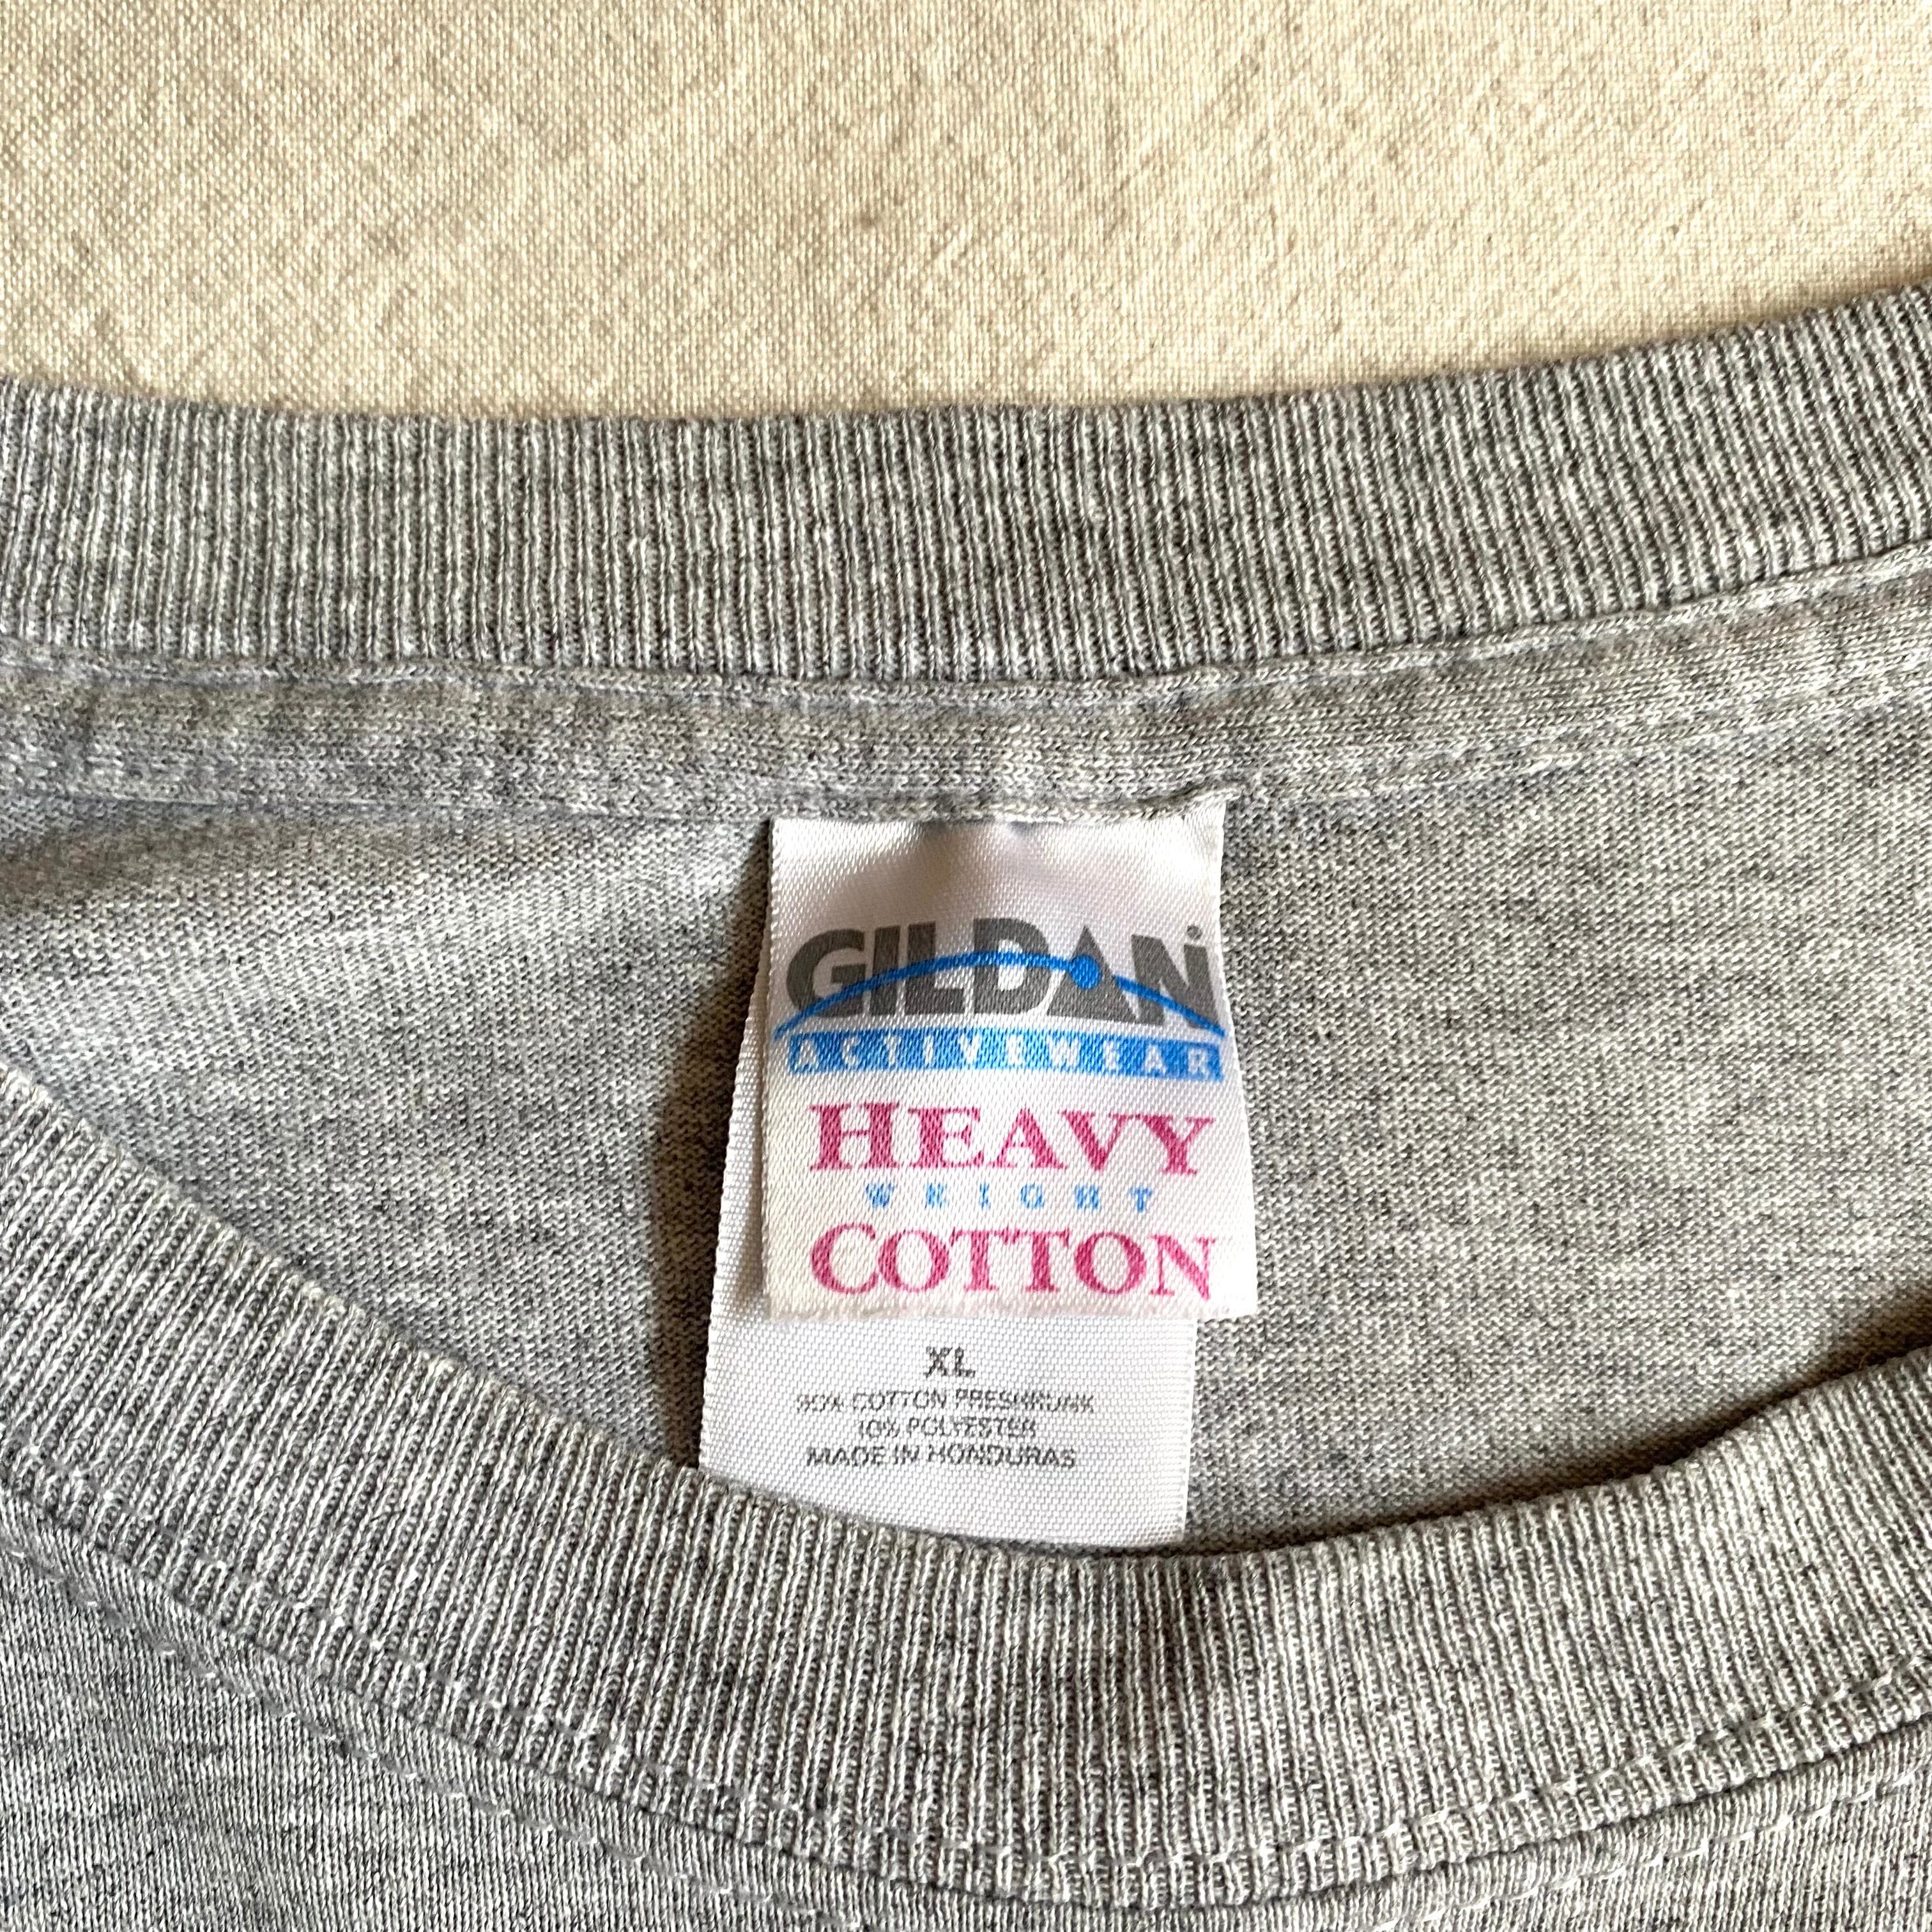 GILDAN
ACTIVEWEAR
HEAVY
WEIGHT
COTTON
XL
90% COTTON PRESHRUNK
10% POLYESTER
MADE IN HONDURAS